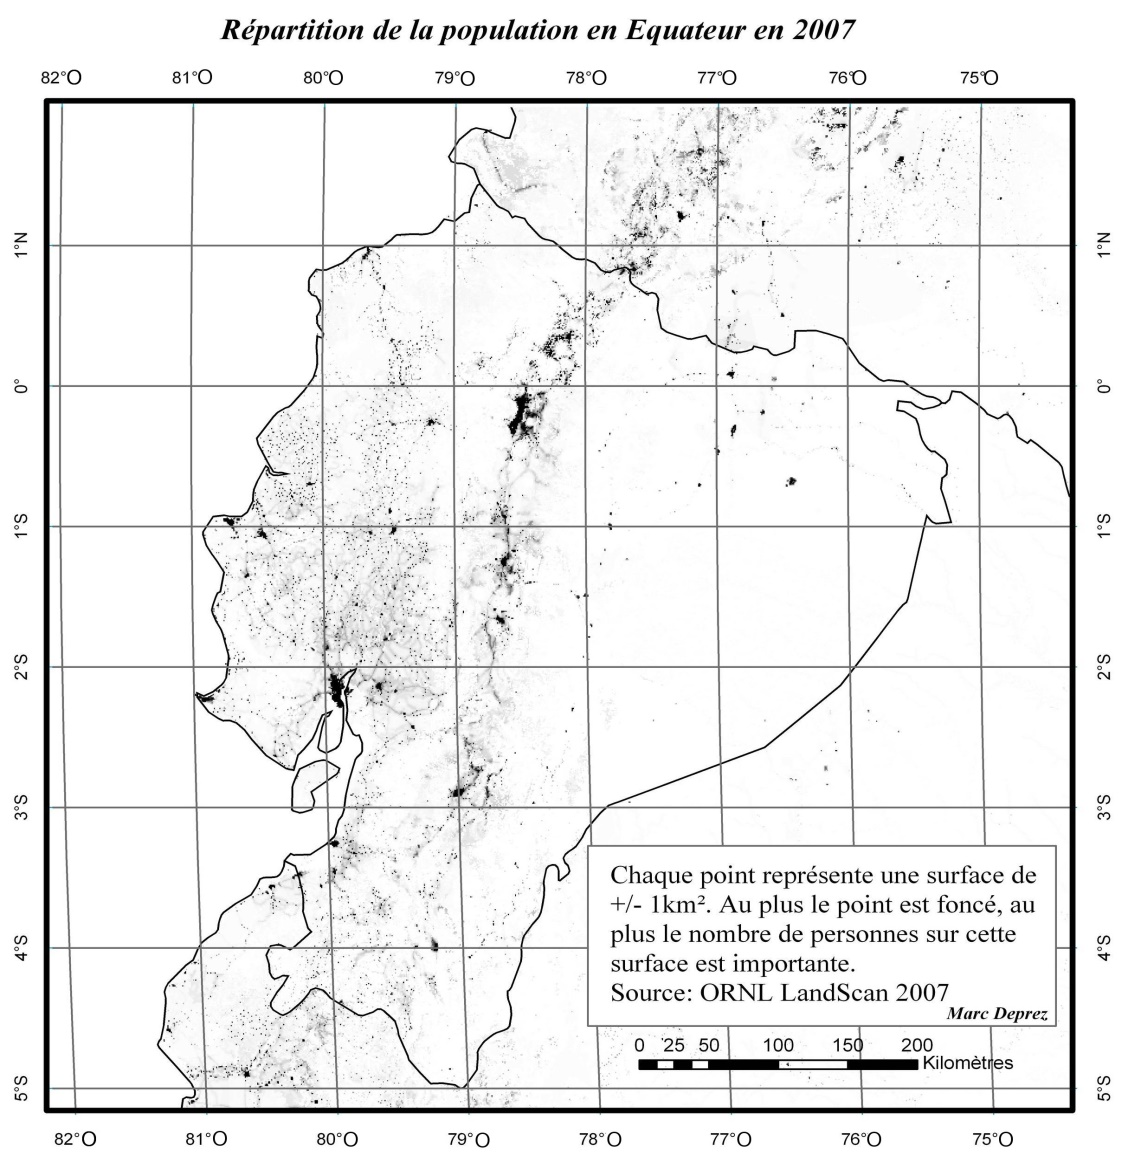 Répartition de la population en Equateur en 2007
82°O 81°O 80°O 79°O 78°O 77°O 76°O 75°O
1°N 1°N
0° 0°
1°S 1°S
2°S 2°S
3°S 3°S
Chaque point représente une surface de
+/- 1km². Au plus le point est foncé, au
plus le nombre de personnes sur cette
surface est importante.
Source: ORNL LandScan 2007
Marc Deprez
4°S 4°S
0 25 50 100 150 200
Kilomètres
5°S 5°S
82°O 81°O 80°O 79°O 78°O 77°O 76°O 75°O